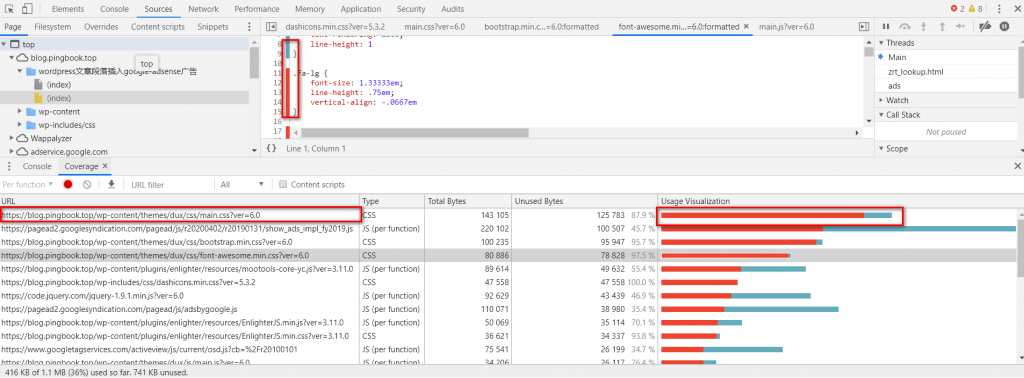 Elements Console Sources Network Performance Memory Application Security Audits 2 8
Page Filesystem Overrides Content scripts Snippets
dashicons.min.css?ver=5.3.2 main.css?ver=6.0 bootstrap.min.c…=6.0:formatted font-awesome.mi…=6.0:formatted × main.js?ver=6.0
top
blog.pingbook.top
wordpress文章段落插入google-adsense广告
top
(index)
(index)
wp-content
wp-includes/css
Wappalyzer
adservice.google.com
8
line-height: 1
9 }
10
11 .fa-lg {
12 font-size: 1.33333em;
13 line-height: .75em;
14 vertical-align: -.0667em
15 }
16
17
{} Line 1, Column 1
Threads
Main
zrt_lookup.html
ads
Watch
Call Stack
Not paused
Scope
Console Coverage ×
Per function URL filter All Content scripts
URL Type Total Bytes Unused Bytes Usage Visualization
https://blog.pingbook.top/wp-content/themes/dux/css/main.css?ver=6.0 CSS 143 105 125 783 87.9 %
https://pagead2.googlesyndication.com/pagead/js/r20200402/r20190131/show_ads_impl_fy2019.js JS (per function) 220 102 100 507 45.7 %
https://blog.pingbook.top/wp-content/themes/dux/css/bootstrap.min.css?ver=6.0 CSS 100 235 95 947 95.7 %
https://blog.pingbook.top/wp-content/themes/dux/css/font-awesome.min.css?ver=6.0 CSS 80 886 78 828 97.5 %
https://blog.pingbook.top/wp-content/plugins/enlighter/resources/mootools-core-yc.js?ver=3.11.0 JS (per function) 89 614 49 632 55.4 %
https://blog.pingbook.top/wp-includes/css/dashicons.min.css?ver=5.3.2 CSS 47 558 47 558 100.0 %
https://code.jquery.com/jquery-1.9.1.min.js?ver=6.0 JS (per function) 92 629 43 439 46.9 %
https://pagead2.googlesyndication.com/pagead/js/adsbygoogle.js JS (per function) 110 071 38 980 35.4 %
https://blog.pingbook.top/wp-content/plugins/enlighter/resources/EnlighterJS.min.js?ver=3.11.0 JS (per function) 50 069 35 114 70.1 %
https://blog.pingbook.top/wp-content/plugins/enlighter/resources/EnlighterJS.min.css?ver=3.11.0 CSS 36 621 34 337 93.8 %
https://www.googletagservices.com/activeview/js/current/osd.js?cb=%2Fr20100101 JS (per function) 75 541 26 199 34.7 %
https://blog.pingbook.top/wp-content/themes/dux/js/main.js?ver=6.0 JS (per function) 34 206 26 117 76.4 %
416 KB of 1.1 MB (36%) used so far. 741 KB unused.